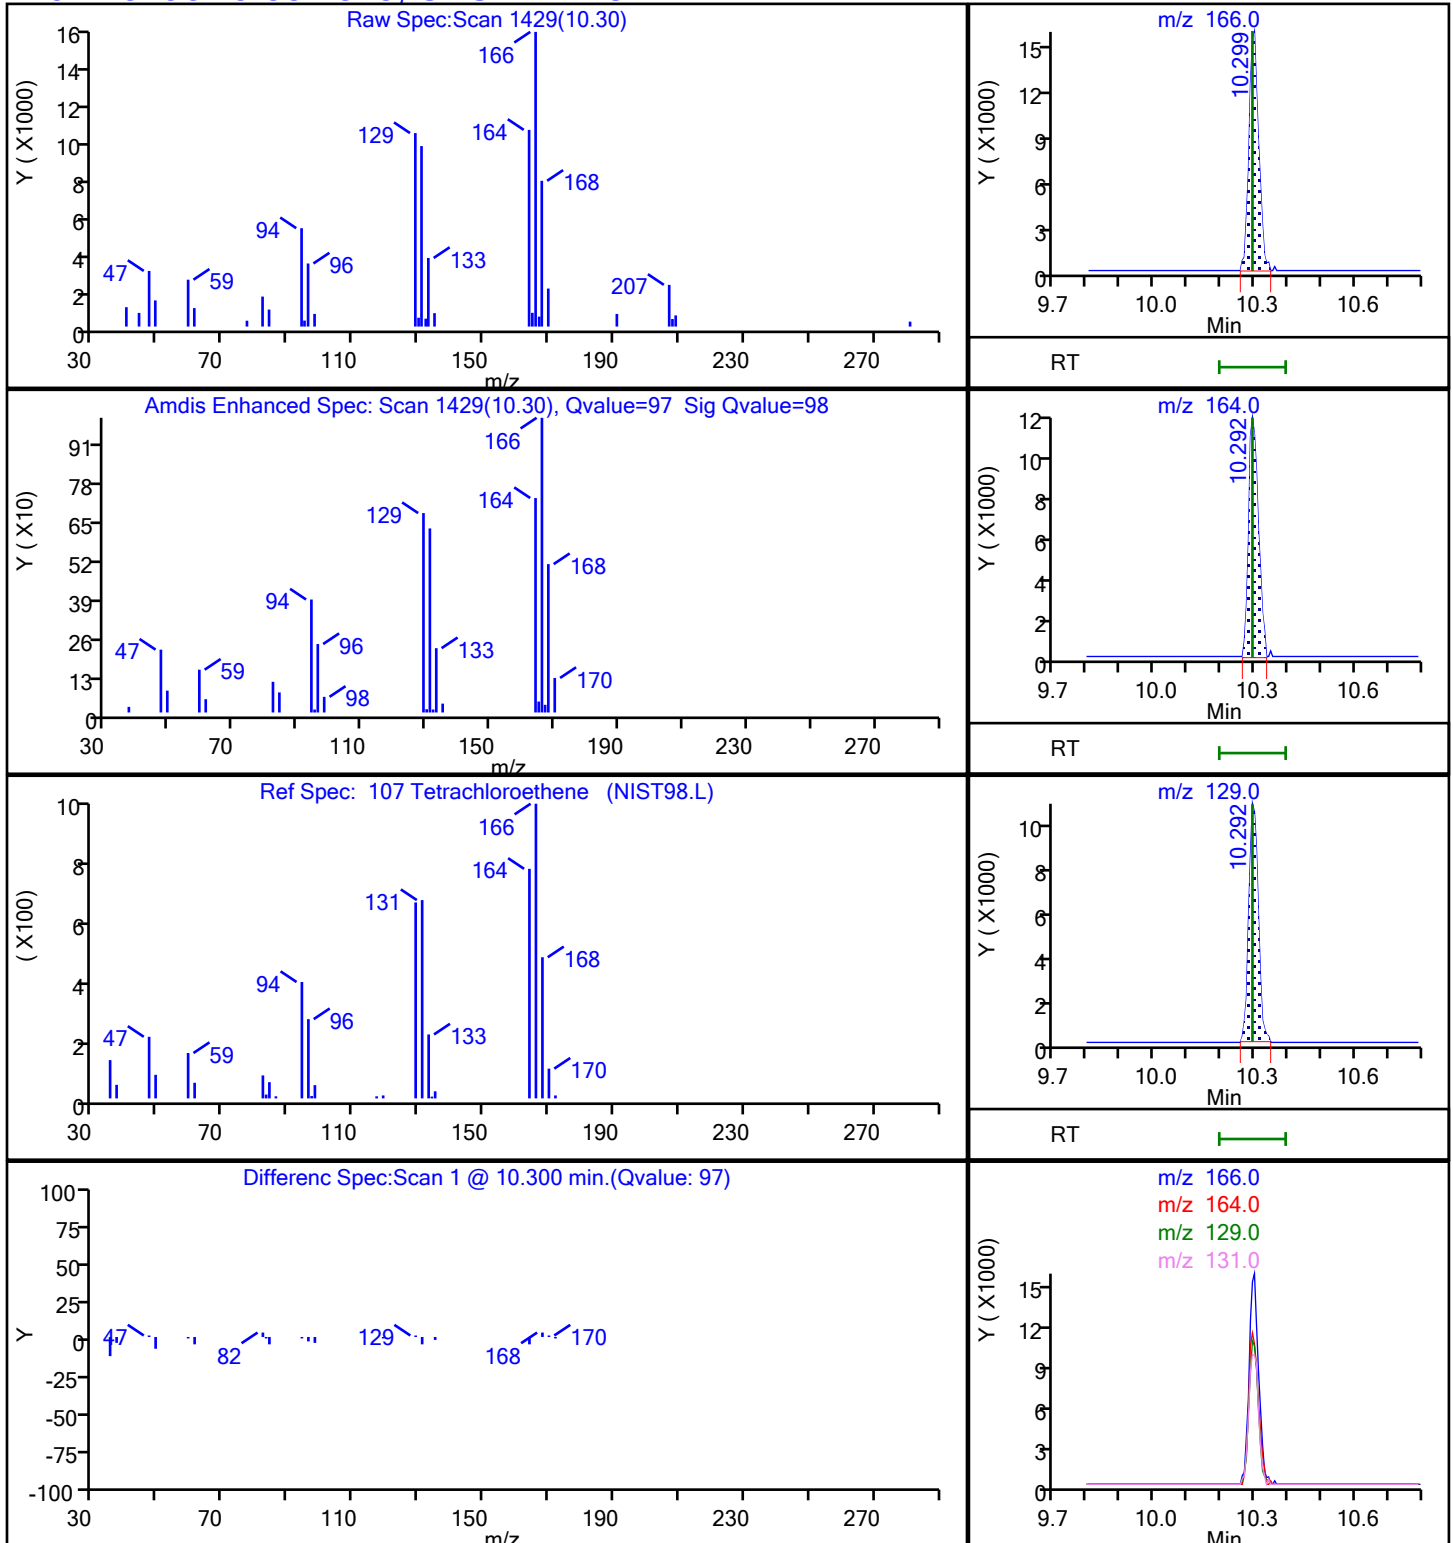 Raw Spec:Scan 1429(10.30)
Y ( X1000)
16
14
12
10
8
6
4
2
0
166
164
129
168
94
96
133
47
59
207
30 70 110 150 190 230 270
m/z
m/z 166.0
Y ( X1000)
15
12
9
6
3
0
10.299
9.7 10.0 10.3 10.6
Min
RT
Amdis Enhanced Spec: Scan 1429(10.30), Qvalue=97 Sig Qvalue=98
Y ( X10)
91
78
65
52
39
26
13
0
166
164
129
168
94
96
133
47
59
98
170
30 70 110 150 190 230 270
m/z
m/z 164.0
Y ( X1000)
12
10
8
6
4
2
0
10.292
9.7 10.0 10.3 10.6
Min
RT
Ref Spec: 107 Tetrachloroethene (NIST98.L)
( X100)
10
8
6
4
2
0
166
164
131
168
94
96
133
47
59
170
30 70 110 150 190 230 270
m/z 129.0
Y ( X1000)
10
8
6
4
2
0
10.292
9.7 10.0 10.3 10.6
Min
RT
Differenc Spec:Scan 1 @ 10.300 min.(Qvalue: 97)
Y
100
75
50
25
0
-25
-50
-75
-100
47
82
129
168
170
30 70 110 150 190 230 270
m/z
m/z 166.0
m/z 164.0
m/z 129.0
m/z 131.0
Y ( X1000)
15
12
9
6
3
0
9.7 10.0 10.3 10.6
Min